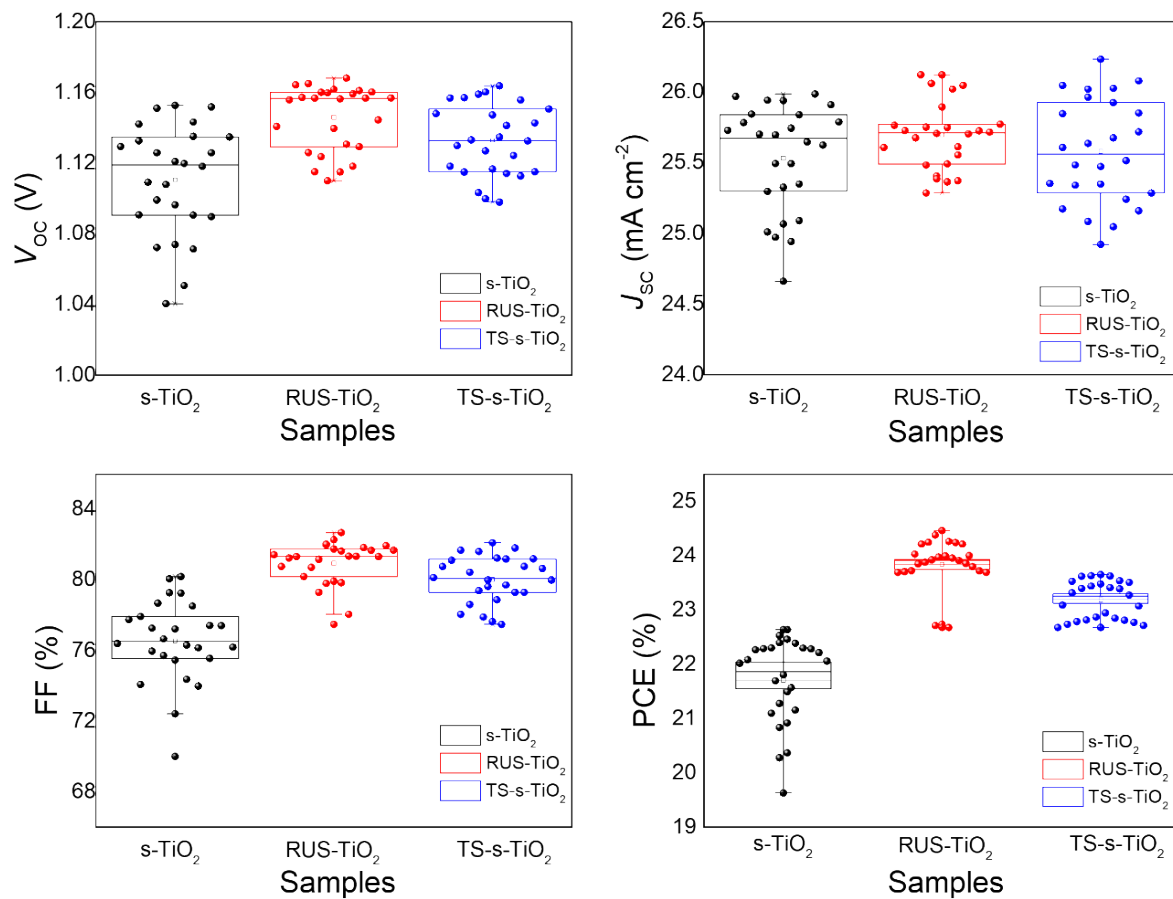 1.20
1.16
1.12
1.08
1.04
1.00
V_OC (V)
s-TiO₂
RUS-TiO₂
TS-s-TiO₂
s-TiO₂
RUS-TiO₂
TS-s-TiO₂
Samples
26.5
26.0
25.5
25.0
24.5
24.0
J_SC (mA cm⁻²)
s-TiO₂
RUS-TiO₂
TS-s-TiO₂
s-TiO₂
RUS-TiO₂
TS-s-TiO₂
Samples
84
80
76
72
68
FF (%)
s-TiO₂
RUS-TiO₂
TS-s-TiO₂
s-TiO₂
RUS-TiO₂
TS-s-TiO₂
Samples
25
24
23
22
21
20
19
PCE (%)
s-TiO₂
RUS-TiO₂
TS-s-TiO₂
s-TiO₂
RUS-TiO₂
TS-s-TiO₂
Samples